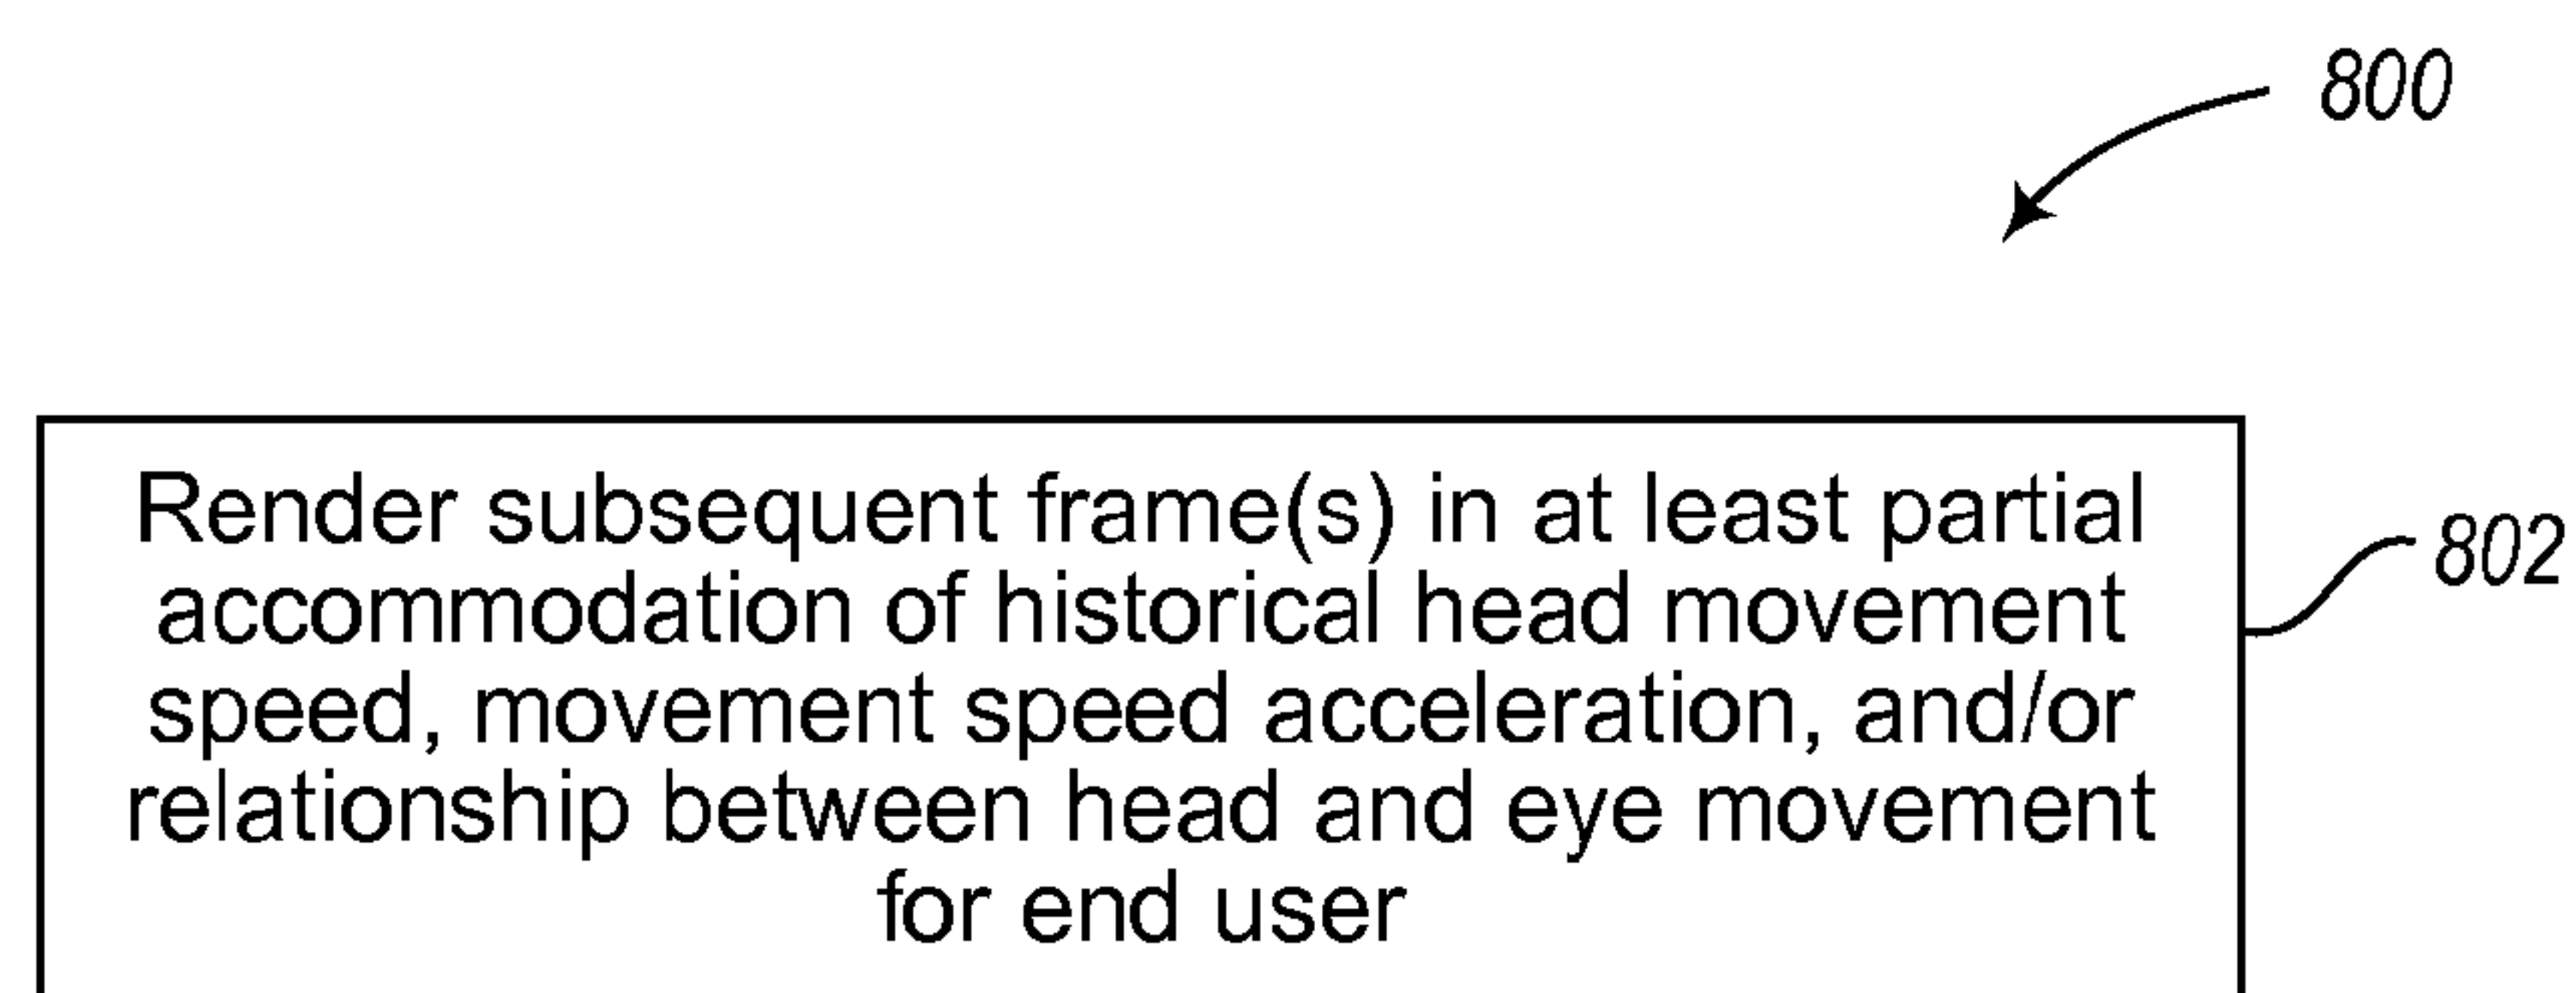 800
Render subsequent frame(s) in at least partial
accommodation of historical head movement
speed, movement speed acceleration, and/or
relationship between head and eye movement
for end user
802